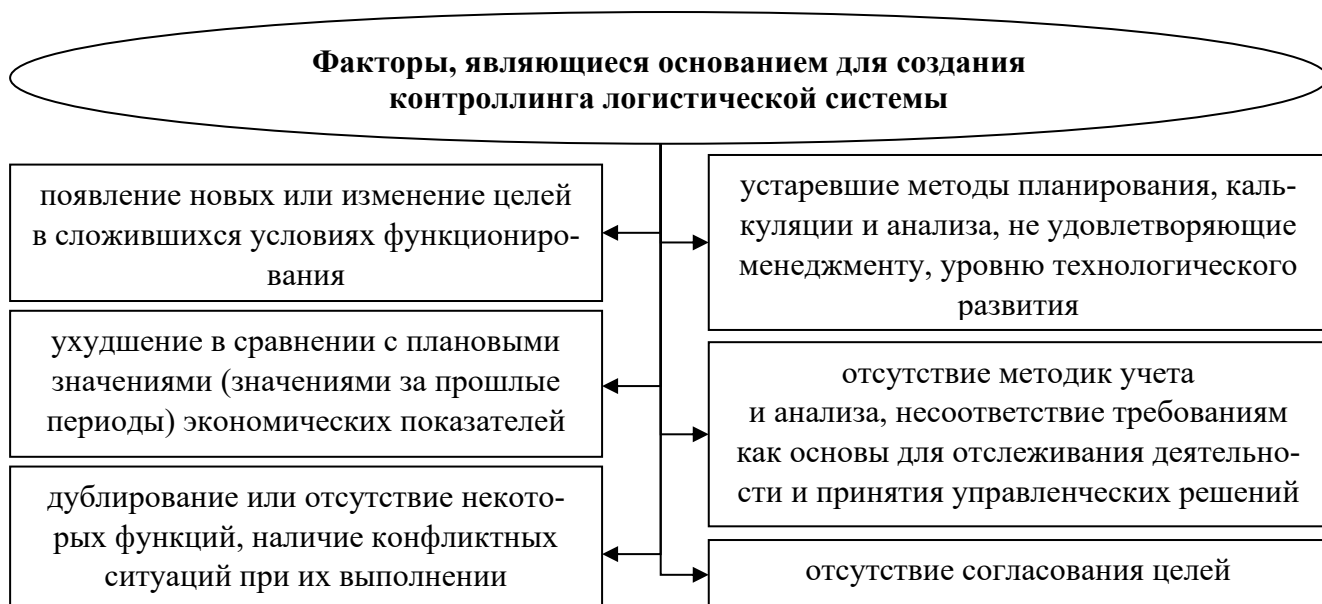 Факторы, являющиеся основанием для создания
контроллинга логистической системы
появление новых или изменение целей
в сложившихся условиях функциониро-
вания
ухудшение в сравнении с плановыми
значениями (значениями за прошлые
периоды) экономических показателей
дублирование или отсутствие некото-
рых функций, наличие конфликтных
ситуаций при их выполнении
устаревшие методы планирования, каль-
куляции и анализа, не удовлетворяющие
менеджменту, уровню технологического
развития
отсутствие методик учета
и анализа, несоответствие требованиям
как основы для отслеживания деятельно-
сти и принятия управленческих решений
отсутствие согласования целей